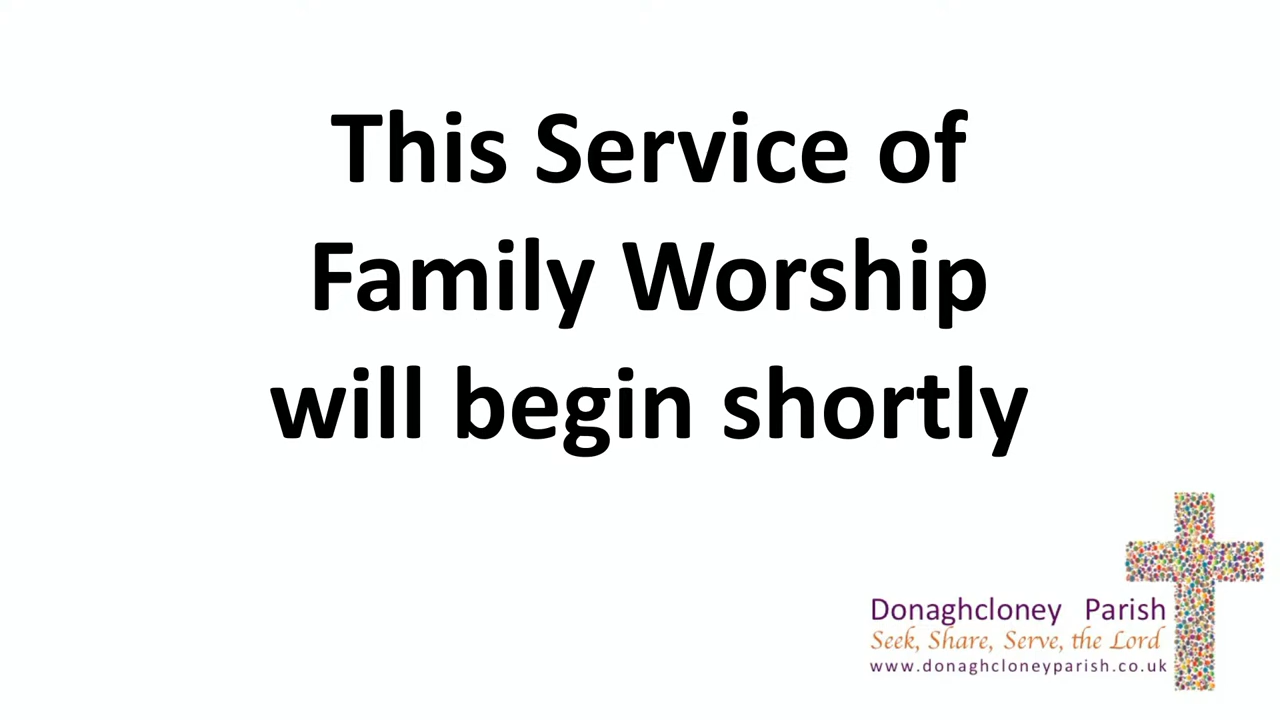 This Service of
Family Worship
will begin shortly
Donaghcloney Parish
Seek, Share, Serve, the Lord
www.donaghcloneyparish.co.uk